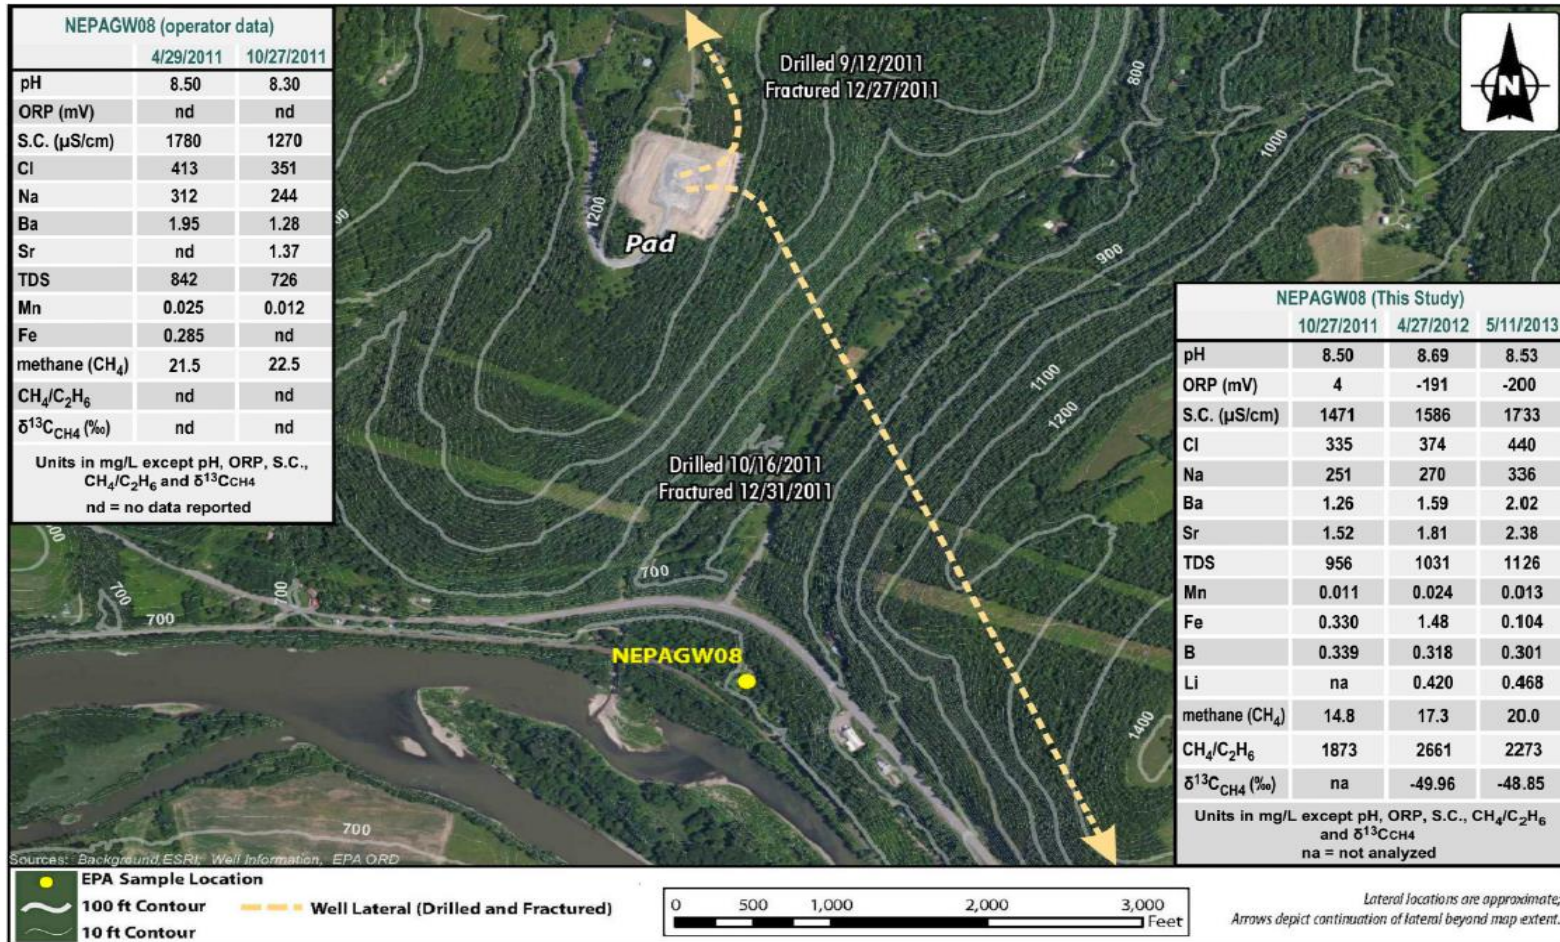 NEPAGW08 (operator data)
4/29/2011 10/27/2011
pH 8.50 8.30
ORP (mV) nd nd
S.C. (µS/cm) 1780 1270
Cl 413 351
Na 312 244
Ba 1.95 1.28
Sr nd 1.37
TDS 842 726
Mn 0.025 0.012
Fe 0.285 nd
methane (CH₄) 21.5 22.5
CH₄/C₂H₆ nd nd
δ¹³C_CH4 (‰) nd nd
Units in mg/L except pH, ORP, S.C.,
CH₄/C₂H₆ and δ¹³C_CH4
nd = no data reported
Drilled 9/12/2011
Fractured 12/27/2011
800
N
1000
1200
Pad
900
1100
1200
Drilled 10/16/2011
Fractured 12/31/2011
700
700
700
700
NEPAGW08
1400
700
NEPAGW08 (This Study)
10/27/2011 4/27/2012 5/11/2013
pH 8.50 8.69 8.53
ORP (mV) 4 -191 -200
S.C. (µS/cm) 1471 1586 1733
Cl 335 374 440
Na 251 270 336
Ba 1.26 1.59 2.02
Sr 1.52 1.81 2.38
TDS 956 1031 1126
Mn 0.011 0.024 0.013
Fe 0.330 1.48 0.104
B 0.339 0.318 0.301
Li na 0.420 0.468
methane (CH₄) 14.8 17.3 20.0
CH₄/C₂H₆ 1873 2661 2273
δ¹³C_CH4 (‰) na -49.96 -48.85
Units in mg/L except pH, ORP, S.C., CH₄/C₂H₆
and δ¹³C_CH4
na = not analyzed
Sources: Background,ESRI; Well Information, EPA ORD
EPA Sample Location
100 ft Contour
10 ft Contour
Well Lateral (Drilled and Fractured)
0 500 1,000 2,000 3,000
Feet
Lateral locations are approximate;
Arrows depict continuation of lateral beyond map extent.